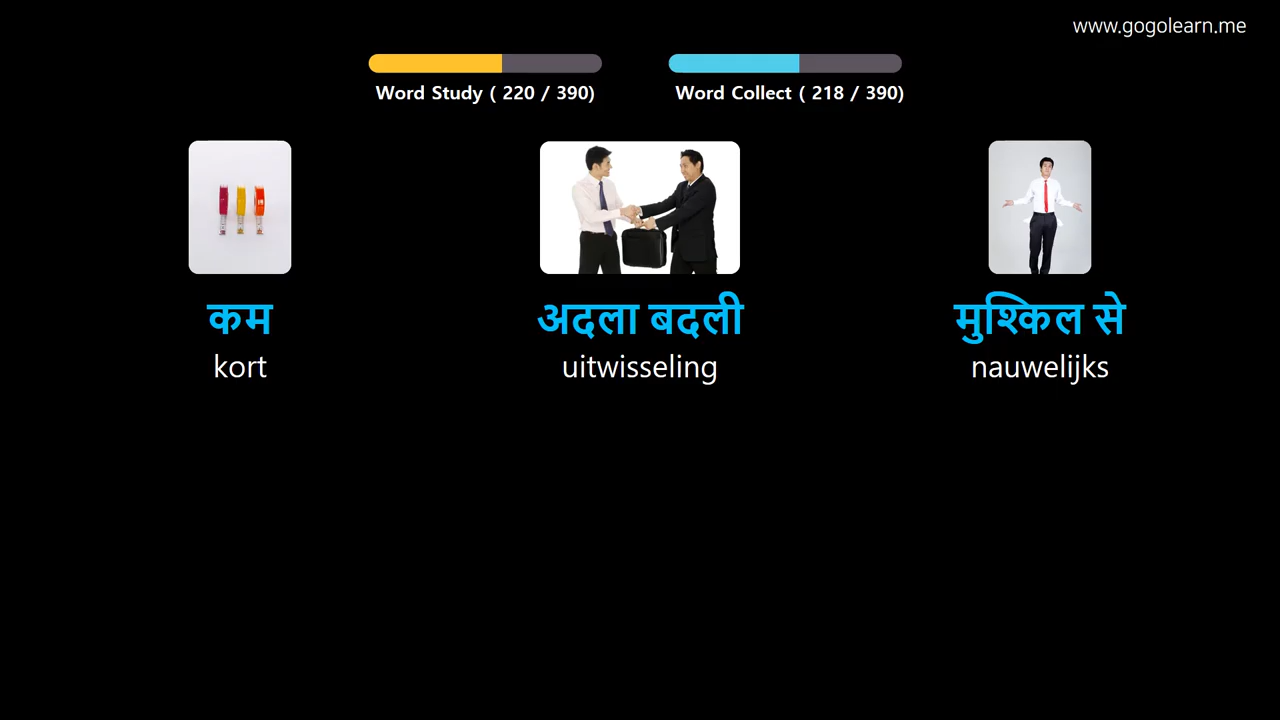 www.gogolearn.me
Word Study ( 220 / 390)
Word Collect ( 218 / 390)
कम
kort
अदला बदली
uitwisseling
मुश्किल से
nauwelijks